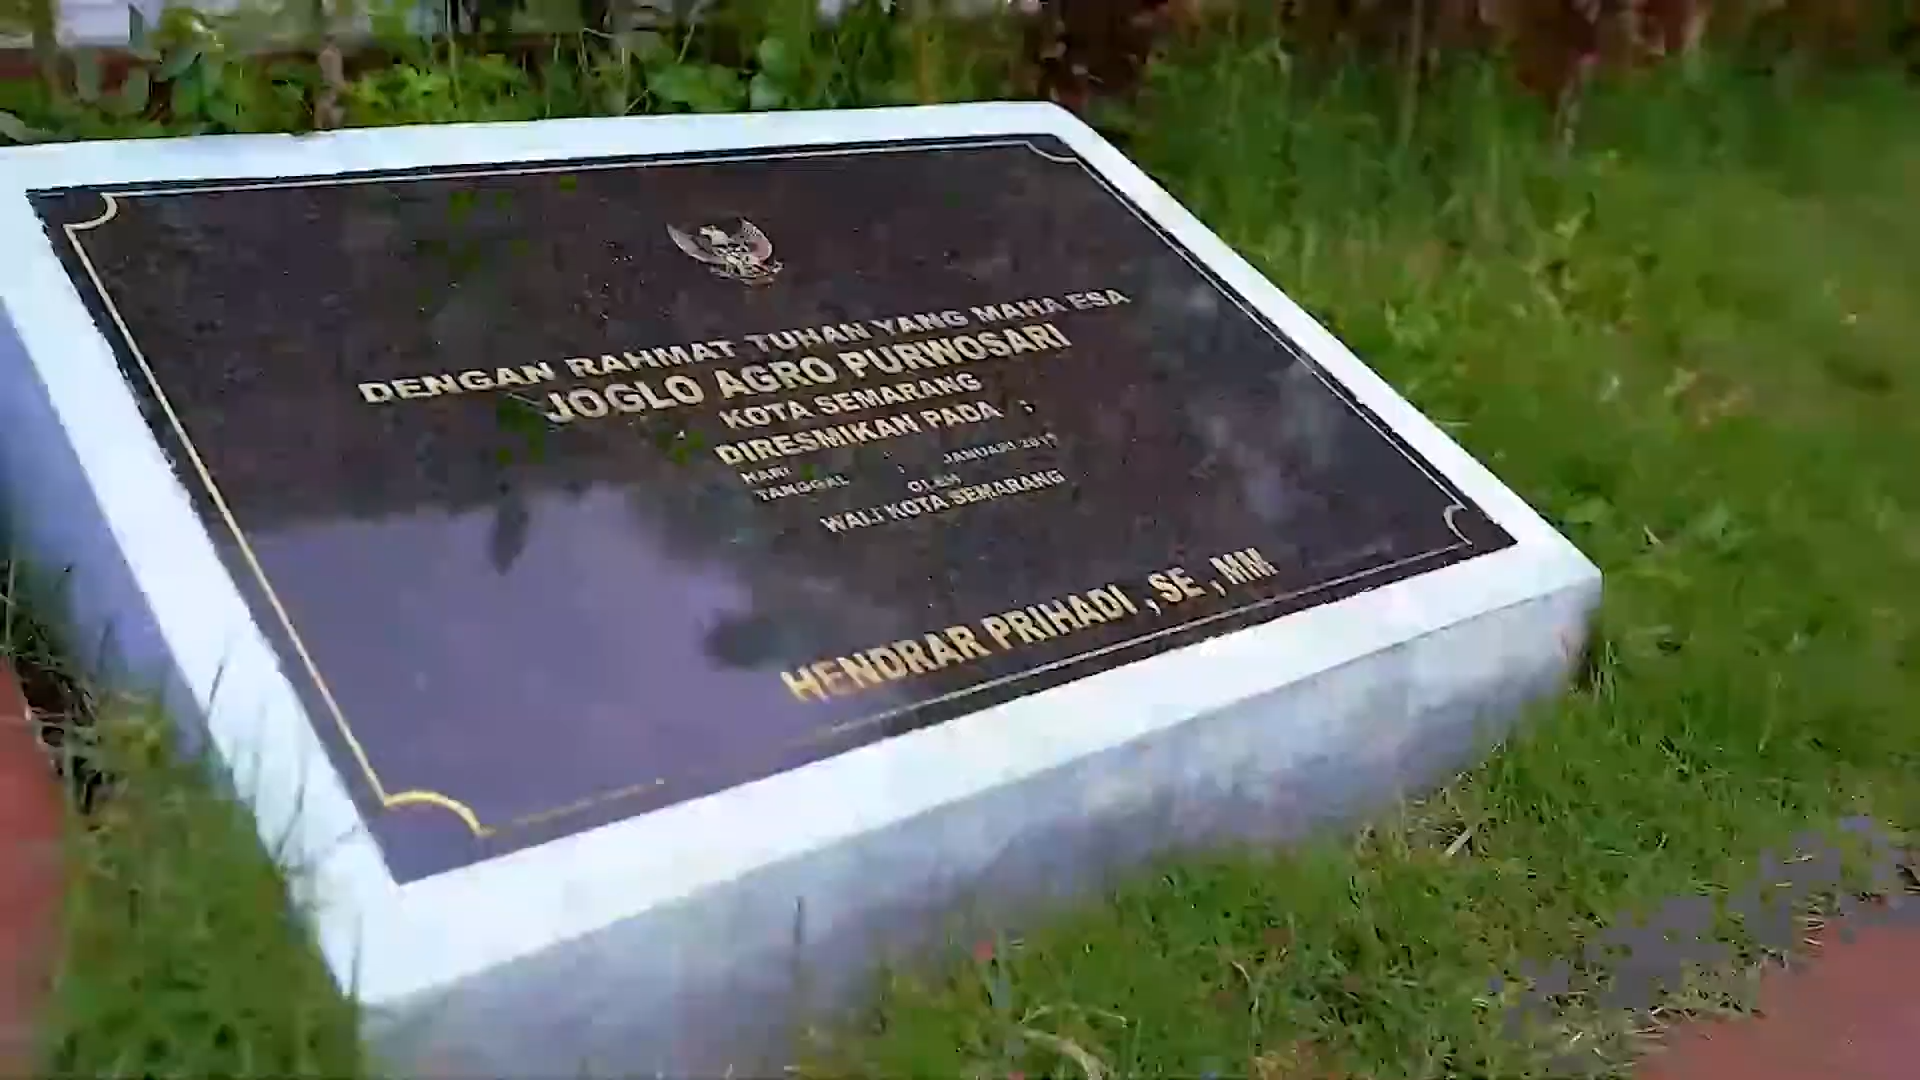 DENGAN RAHMAT TUHAN YANG MAHA ESA
JOGLO AGRO PURWOSARI
KOTA SEMARANG
DIRESMIKAN PADA :
HARI :
TANGGAL JANUARI
OLEH
WALI KOTA SEMARANG
HENDRAR PRIHADI , SE , MM